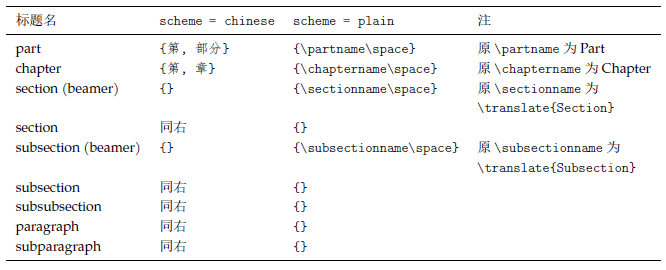 标题名 scheme = chinese scheme = plain 注
part {第, 部分} {\partname\space} 原 \partname 为 Part
chapter {第, 章} {\chaptername\space} 原 \chaptername 为 Chapter
section (beamer) {} {\sectionname\space} 原 \sectionname 为
\translate{Section}
section 同右 {}
subsection (beamer) {} {\subsectionname\space} 原 \subsectionname 为
\translate{Subsection}
subsection 同右 {}
subsubsection 同右 {}
paragraph 同右 {}
subparagraph 同右 {}